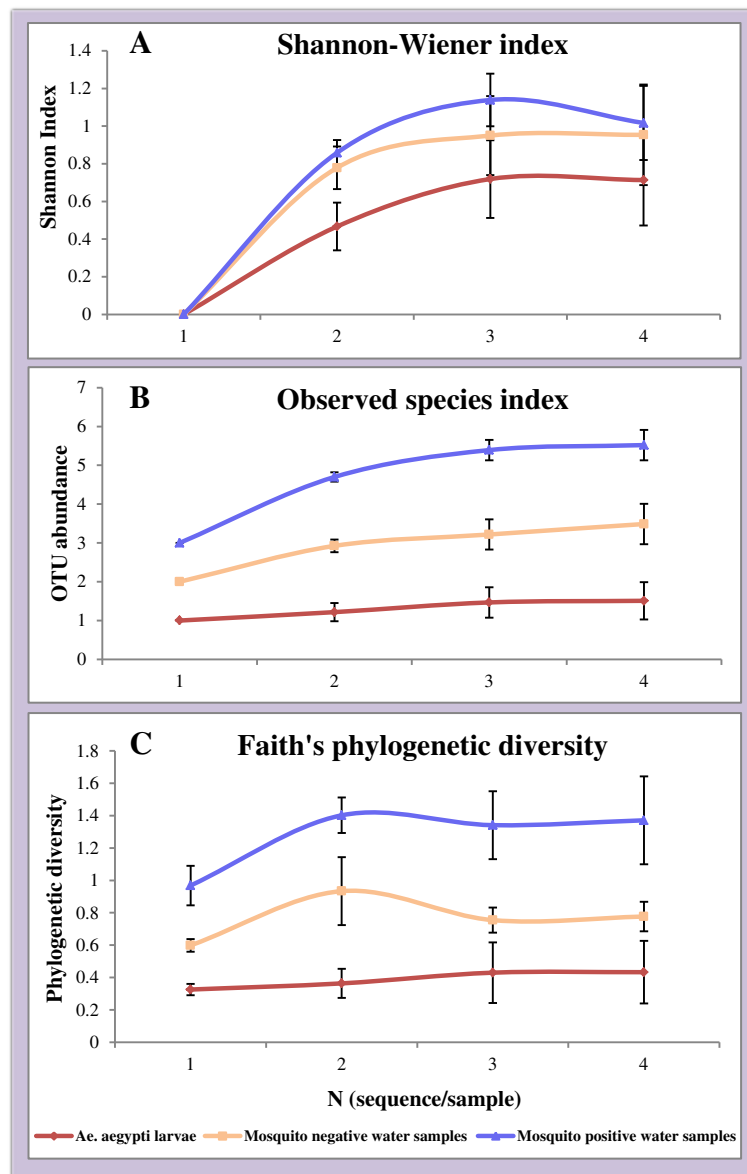 A Shannon-Wiener index
Shannon Index
1.4
1.2
1
0.8
0.6
0.4
0.2
0
1 2 3 4
B Observed species index
OTU abundance
7
6
5
4
3
2
1
0
1 2 3 4
C Faith's phylogenetic diversity
Phylogenetic diversity
1.8
1.6
1.4
1.2
1
0.8
0.6
0.4
0.2
0
1 2 3 4
N (sequence/sample)
Ae. aegypti larvae Mosquito negative water samples Mosquito positive water samples